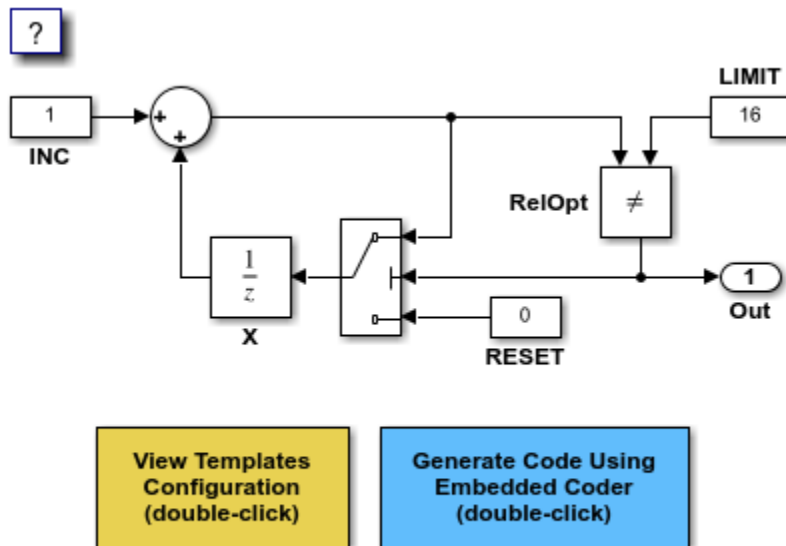 ?
LIMIT
1
16
INC
+
+
RelOpt
≠
1
z
X
1
Out
0
RESET
View Templates
Configuration
(double-click)
Generate Code Using
Embedded Coder
(double-click)